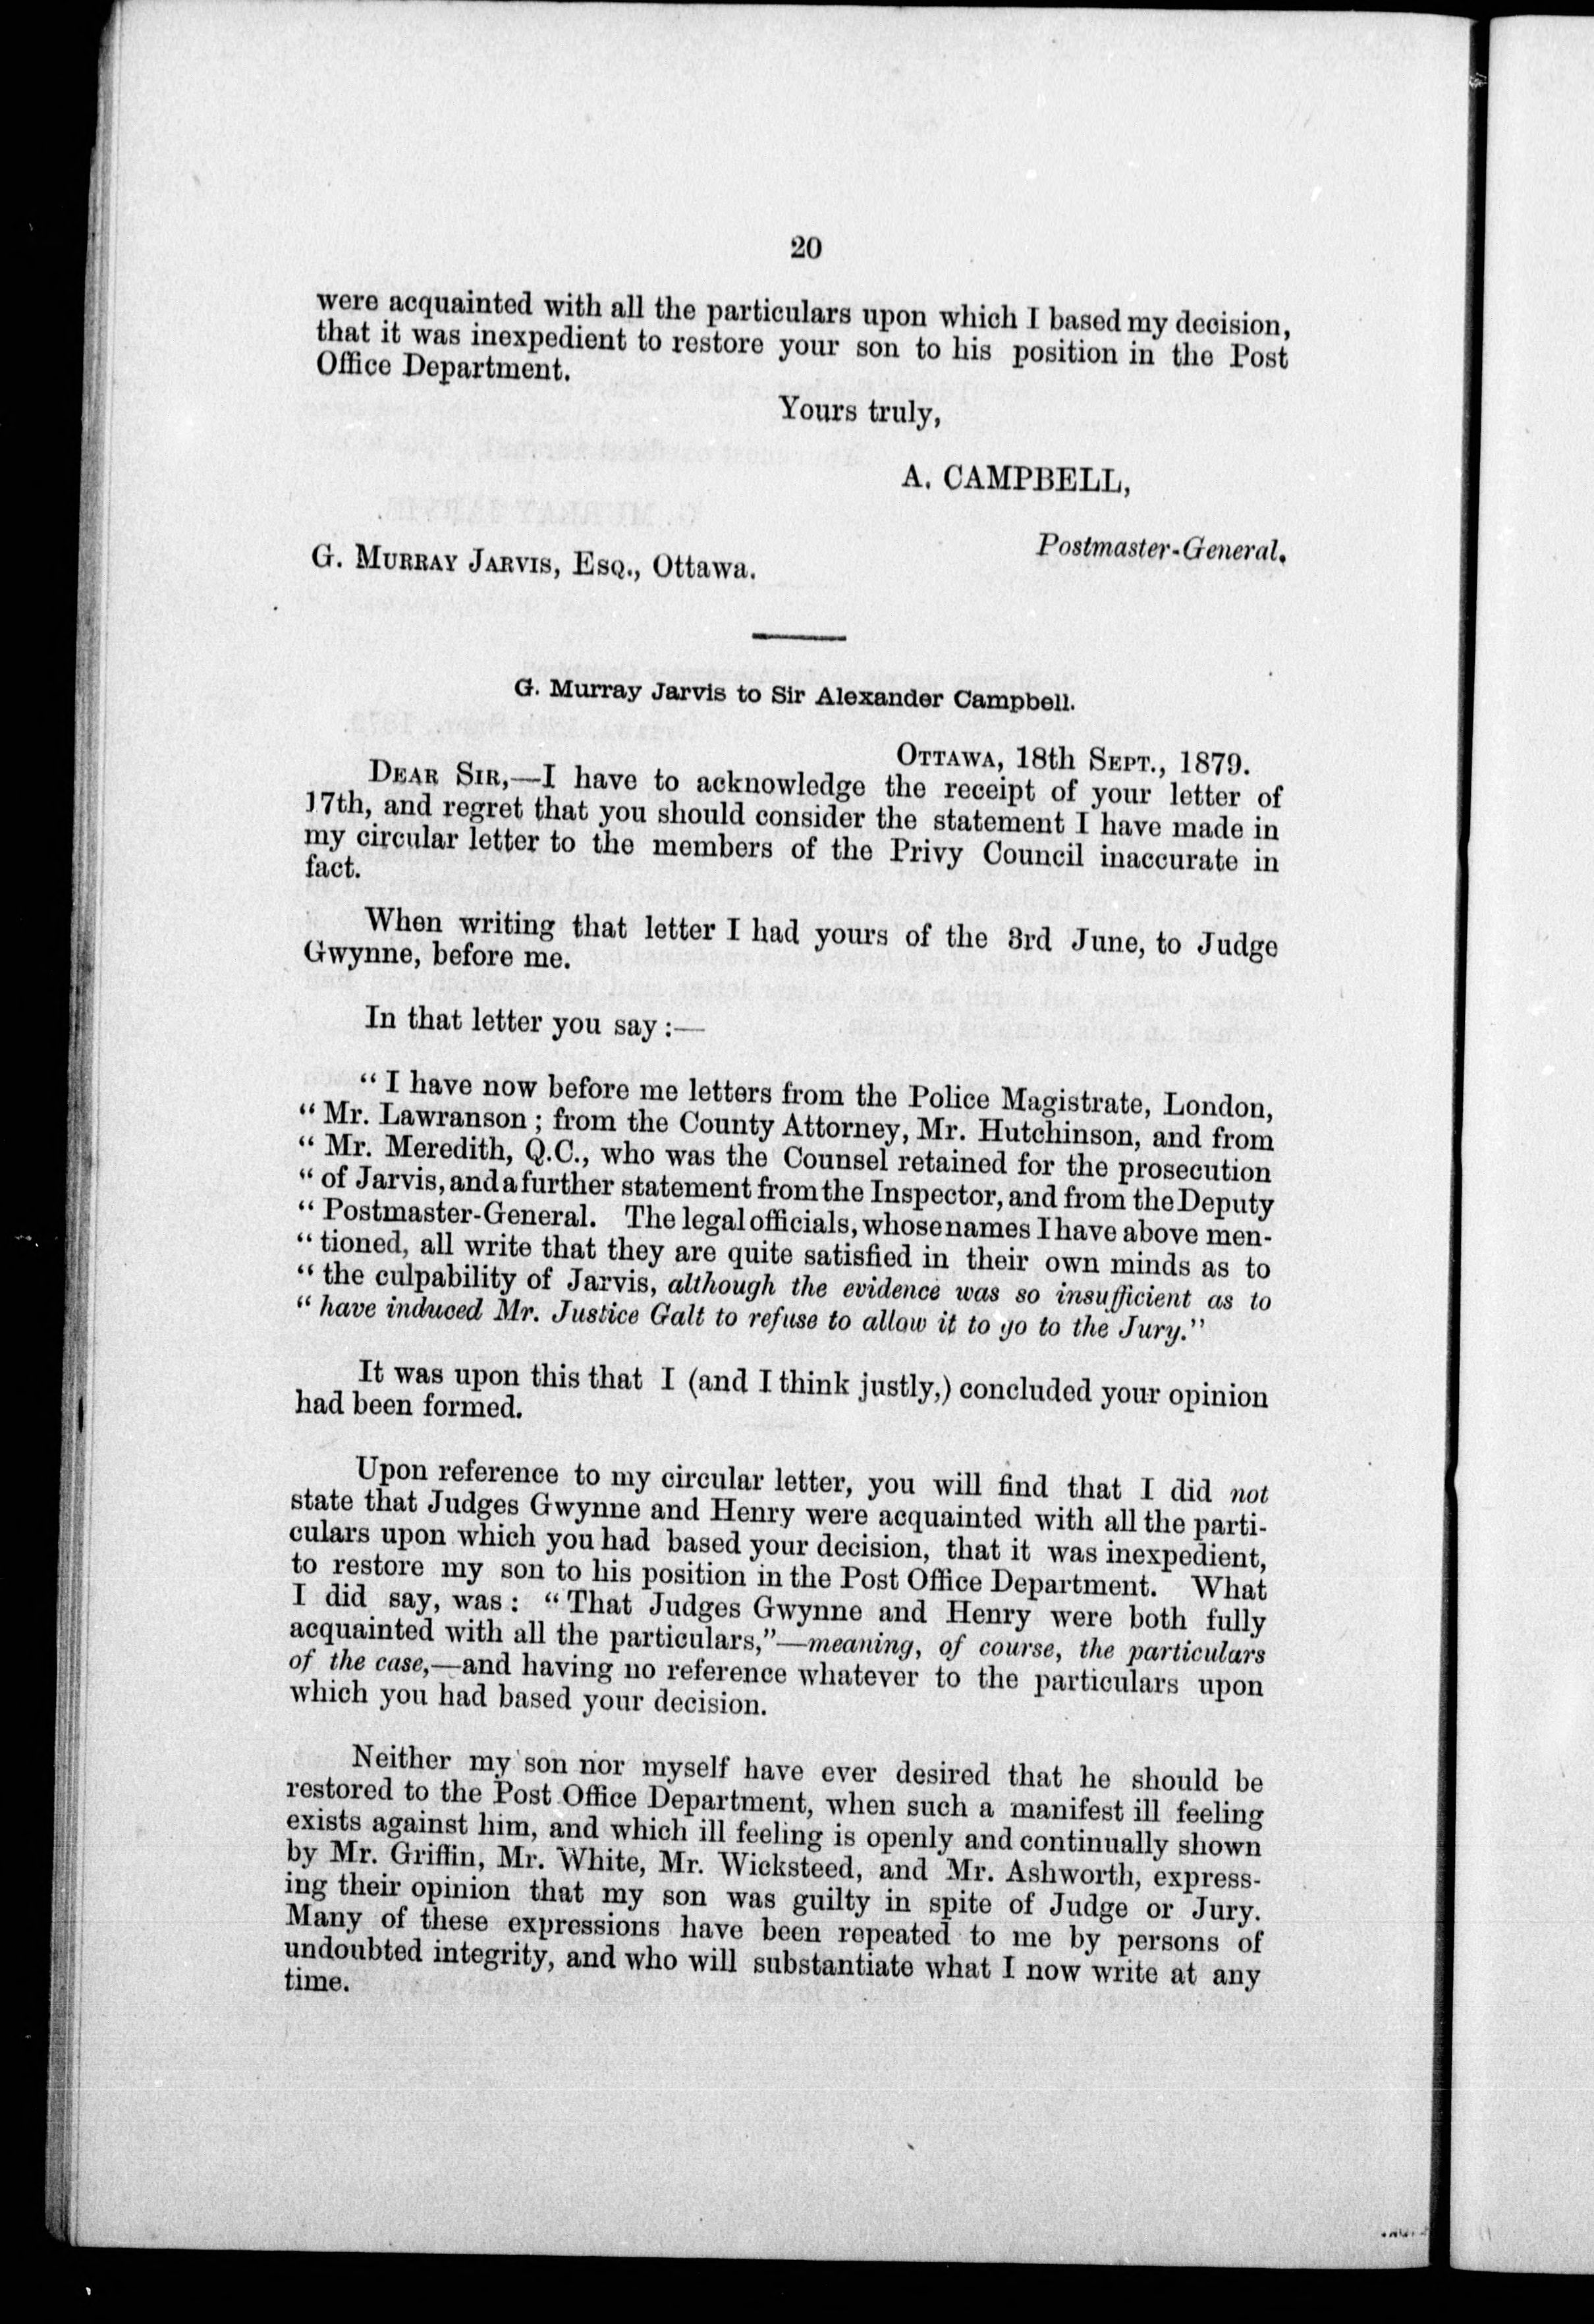 20
were acquainted with all the particulars upon which I based my decision,
that it was inexpedient to restore your son to his position in the Post
Office Department.
Yours truly,
A. CAMPBELL,
Postmaster-General.
G. MURRAY JARVIS, ESQ., Ottawa.
G. Murray Jarvis to Sir Alexander Campbell.
OTTAWA, 18th SEPT., 1879.
DEAR SIR,—I have to acknowledge the receipt of your letter of
17th, and regret that you should consider the statement I have made in
my circular letter to the members of the Privy Council inaccurate in
fact.
When writing that letter I had yours of the 3rd June, to Judge
Gwynne, before me.
In that letter you say :—
" I have now before me letters from the Police Magistrate, London,
" Mr. Lawranson ; from the County Attorney, Mr. Hutchinson, and from
" Mr. Meredith, Q.C., who was the Counsel retained for the prosecution
" of Jarvis, and a further statement from the Inspector, and from the Deputy
" Postmaster-General. The legal officials, whose names I have above men-
" tioned, all write that they are quite satisfied in their own minds as to
" the culpability of Jarvis, although the evidence was so insufficient as to
" have induced Mr. Justice Galt to refuse to allow it to go to the Jury."
It was upon this that I (and I think justly,) concluded your opinion
had been formed.
Upon reference to my circular letter, you will find that I did not
state that Judges Gwynne and Henry were acquainted with all the parti-
culars upon which you had based your decision, that it was inexpedient,
to restore my son to his position in the Post Office Department. What
I did say, was : " That Judges Gwynne and Henry were both fully
acquainted with all the particulars,"—meaning, of course, the particulars
of the case,—and having no reference whatever to the particulars upon
which you had based your decision.
Neither my son nor myself have ever desired that he should be
restored to the Post Office Department, when such a manifest ill feeling
exists against him, and which ill feeling is openly and continually shown
by Mr. Griffin, Mr. White, Mr. Wicksteed, and Mr. Ashworth, express-
ing their opinion that my son was guilty in spite of Judge or Jury.
Many of these expressions have been repeated to me by persons of
undoubted integrity, and who will substantiate what I now write at any
time.